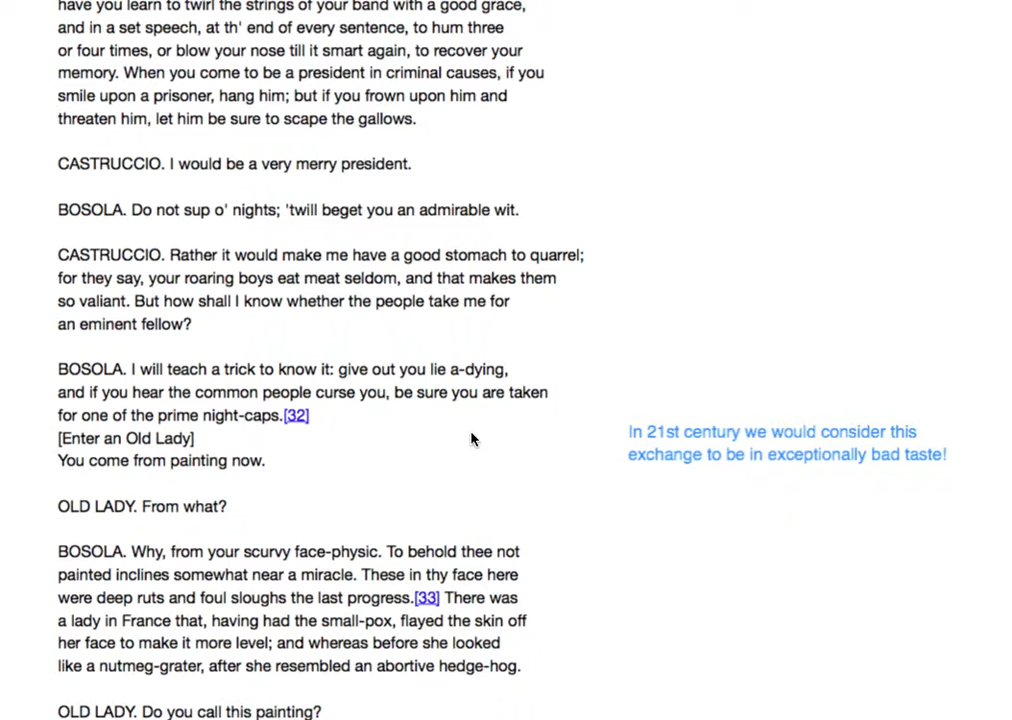 have you learn to twirl the strings of your band with a good grace,
and in a set speech, at th' end of every sentence, to hum three
or four times, or blow your nose till it smart again, to recover your
memory. When you come to be a president in criminal causes, if you
smile upon a prisoner, hang him; but if you frown upon him and
threaten him, let him be sure to scape the gallows.
CASTRUCCIO. I would be a very merry president.
BOSOLA. Do not sup o' nights; 'twill beget you an admirable wit.
CASTRUCCIO. Rather it would make me have a good stomach to quarrel;
for they say, your roaring boys eat meat seldom, and that makes them
so valiant. But how shall I know whether the people take me for
an eminent fellow?
BOSOLA. I will teach a trick to know it: give out you lie a-dying,
and if you hear the common people curse you, be sure you are taken
for one of the prime night-caps.[32]
[Enter an Old Lady]
You come from painting now.
In 21st century we would consider this
exchange to be in exceptionally bad taste!
OLD LADY. From what?
BOSOLA. Why, from your scurvy face-physic. To behold thee not
painted inclines somewhat near a miracle. These in thy face here
were deep ruts and foul sloughs the last progress.[33] There was
a lady in France that, having had the small-pox, flayed the skin off
her face to make it more level; and whereas before she looked
like a nutmeg-grater, after she resembled an abortive hedge-hog.
OLD LADY. Do you call this painting?